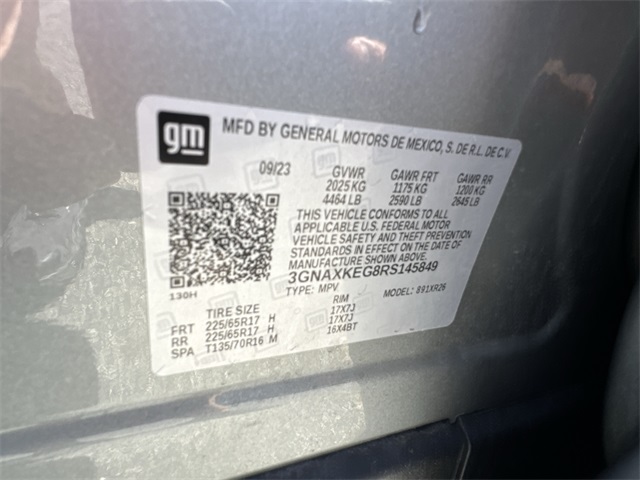 gm
MFD BY GENERAL MOTORS DE MEXICO, S. DE R.L. DE C.V
09/23 GVWR GAWR FRT GAWR RR
2025 KG 1175 KG 1200 KG
4464 LB 2590 LB 2645 LB
THIS VEHICLE CONFORMS TO ALL
APPLICABLE U.S. FEDERAL MOTOR
VEHICLE SAFETY AND THEFT PREVENTION
STANDARDS IN EFFECT ON THE DATE OF
MANUFACTURE SHOWN ABOVE.
3GNAXKEG8RS145849
130H
TYPE: MPV MODEL: 891XR26
TIRE SIZE RIM
FRT 225/65R17 H 17X7J
RR 225/65R17 H 17X7J
SPA T135/70R16 M 16X4BT